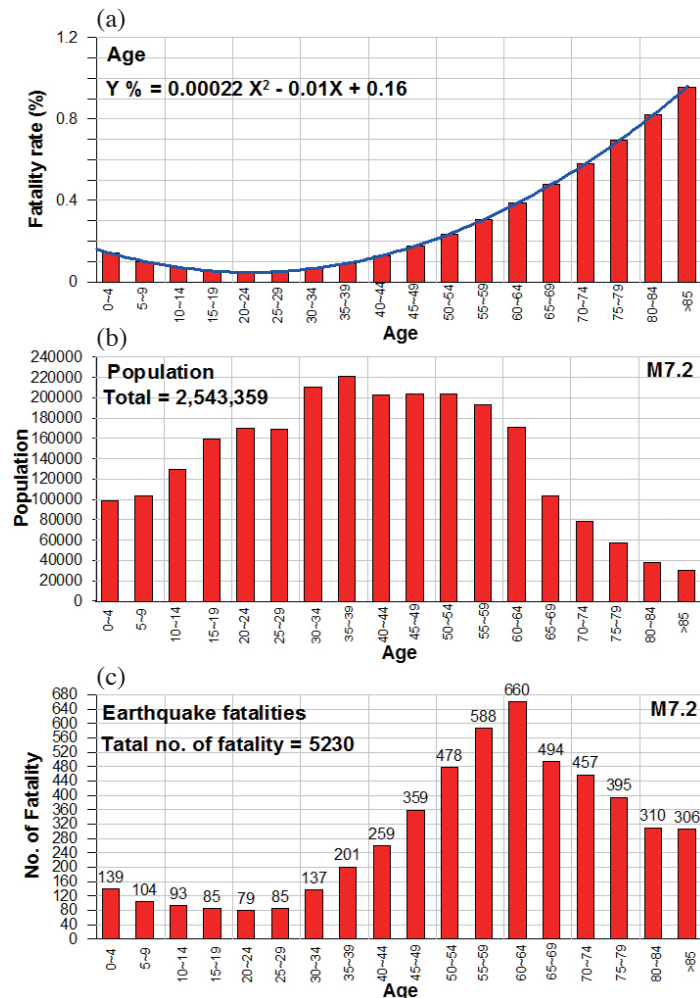 (a)
1.2
0.8
0.4
0
Fatality rate (%)
Age
Y % = 0.00022 X² - 0.01X + 0.16
0~4 5~9 10~14 15~19 20~24 25~29 30~34 35~39 40~44 45~49 50~54 55~59 60~64 65~69 70~74 75~79 80~84 >85
Age
(b)
240000
220000
200000
180000
160000
140000
120000
100000
80000
60000
40000
20000
0
Population
Population
Total = 2,543,359
M7.2
0~4 5~9 10~14 15~19 20~24 25~29 30~34 35~39 40~44 45~49 50~54 55~59 60~64 65~69 70~74 75~79 80~84 >85
Age
(c)
680
640
600
560
520
480
440
400
360
320
280
240
200
160
120
80
40
0
No. of Fatality
Earthquake fatalities
Tatal no. of fatality = 5230
M7.2
139 104 93 85 79 85 137 201 259 359 478 588 660 494 457 395 310 306
0~4 5~9 10~14 15~19 20~24 25~29 30~34 35~39 40~44 45~49 50~54 55~59 60~64 65~69 70~74 75~79 80~84 >85
Age